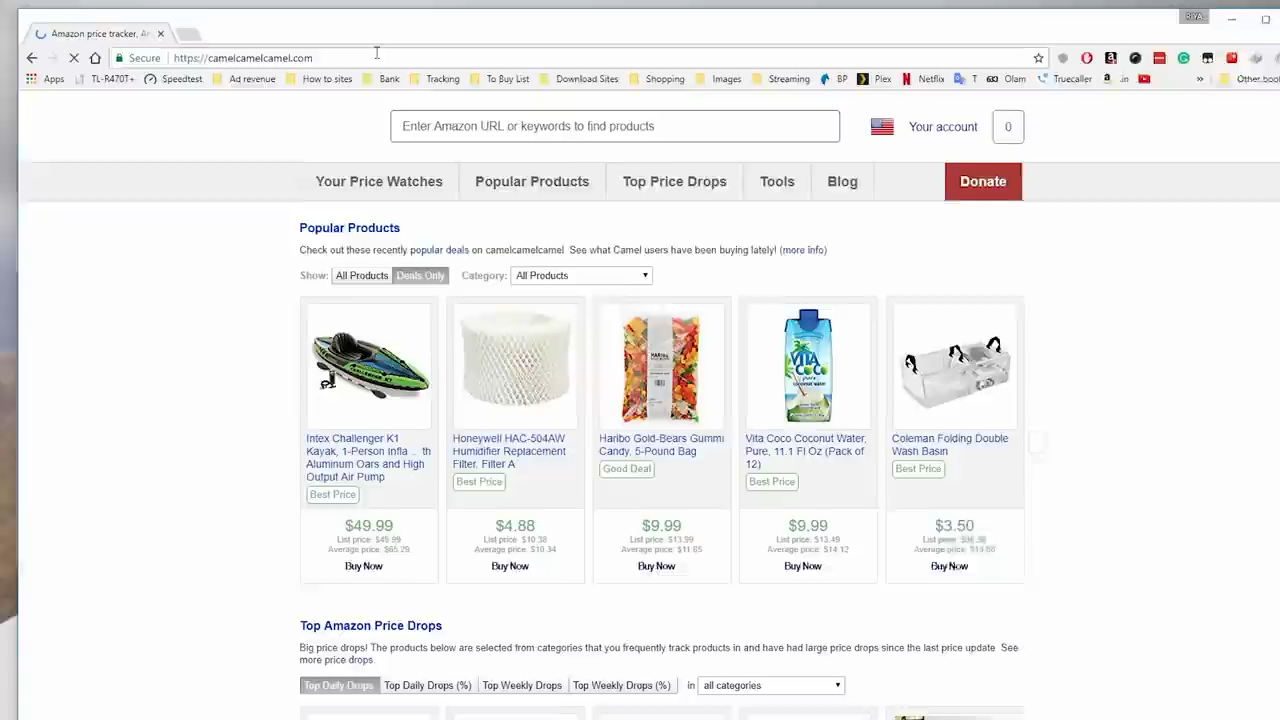 RIYA
Amazon price tracker, Am
Secure https://camelcamelcamel.com
Apps TL-R470T+ Speedtest Ad revenue How to sites Bank Tracking To Buy List Download Sites Shopping Images Streaming BP Plex Netflix T Olam Truecaller .in » Other boo
Enter Amazon URL or keywords to find products
Your account 0
Your Price Watches Popular Products Top Price Drops Tools Blog Donate
Popular Products
Check out these recently popular deals on camelcamelcamel See what Camel users have been buying lately! (more info)
Show: All Products Deals Only Category: All Products
Intex Challenger K1
Kayak, 1-Person Infla ... th
Aluminum Oars and High
Output Air Pump
Best Price
$49.99
Average price: $65.29
Buy Now
Honeywell HAC-504AW
Humidifier Replacement
Filter, Filter A
Best Price
$4.88
List price: $10.38
Average price: $10.34
Buy Now
HARIBO
Haribo Gold-Bears Gummi
Candy, 5-Pound Bag
Good Deal
$9.99
List price: $13.99
Average price: $11.65
Buy Now
VITA
COCO
Vita Coco Coconut Water,
Pure, 11.1 Fl Oz (Pack of
12)
Best Price
$9.99
List price: $13.49
Average price: $14.12
Buy Now
Coleman Folding Double
Wash Basin
Best Price
$3.50
List price:
Average price:
Buy Now
Top Amazon Price Drops
Big price drops! The products below are selected from categories that you frequently track products in and have had large price drops since the last price update See
more price drops.
Top Daily Drops Top Daily Drops (%) Top Weekly Drops Top Weekly Drops (%) in all categories